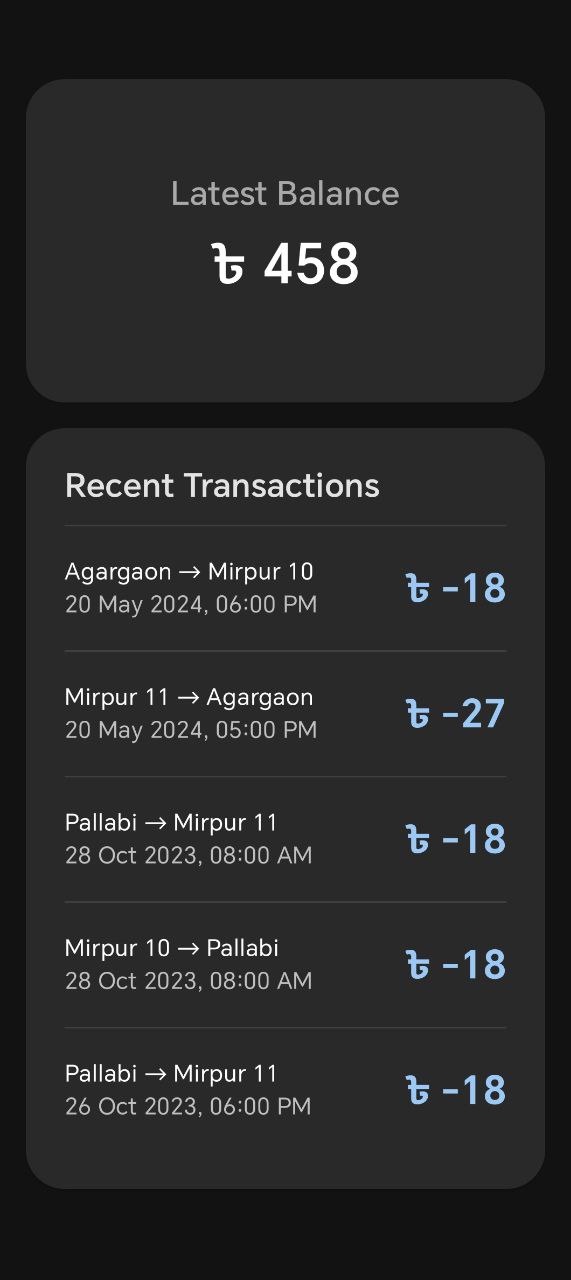 Latest Balance
৳ 458
Recent Transactions
Agargaon → Mirpur 10
20 May 2024, 06:00 PM
৳ -18
Mirpur 11 → Agargaon
20 May 2024, 05:00 PM
৳ -27
Pallabi → Mirpur 11
28 Oct 2023, 08:00 AM
৳ -18
Mirpur 10 → Pallabi
28 Oct 2023, 08:00 AM
৳ -18
Pallabi → Mirpur 11
26 Oct 2023, 06:00 PM
৳ -18